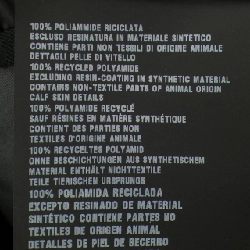 100% POLIAMMIDE RICICLATA
ESCLUSO RESINATURA IN MATERIALE SINTETICO
CONTIENE PARTI NON TESSILI DI ORIGINE ANIMALE
DETTAGLI PELLE DI VITELLO
100% RECYCLED POLYAMIDE
EXCLUDING RESIN-COATING IN SYNTHETIC MATERIAL
CONTAINS NON-TEXTILE PARTS OF ANIMAL ORIGIN
CALF SKIN DETAILS
100% POLYAMIDE RECYCLÉ
SAUF RÉSINES EN MATIÈRE SYNTHÉTIQUE
CONTIENT DES PARTIES NON
TEXTILES D'ORIGINE ANIMALE
100% RECYCELTES POLYAMID
OHNE BESCHICHTUNGEN AUS SYNTHETISCHEM
MATERIAL ENTHÄLT NICHTTEXTILE
TEILE TIERISCHEN URSPRUNGS
100% POLIAMIDA RECICLADA
EXCEPTO RESINADO DE MATERIAL
SINTÉTICO CONTIENE PARTES NO
TEXTILES DE ORIGEN ANIMAL
DETALLES DE PIEL DE BECERRO